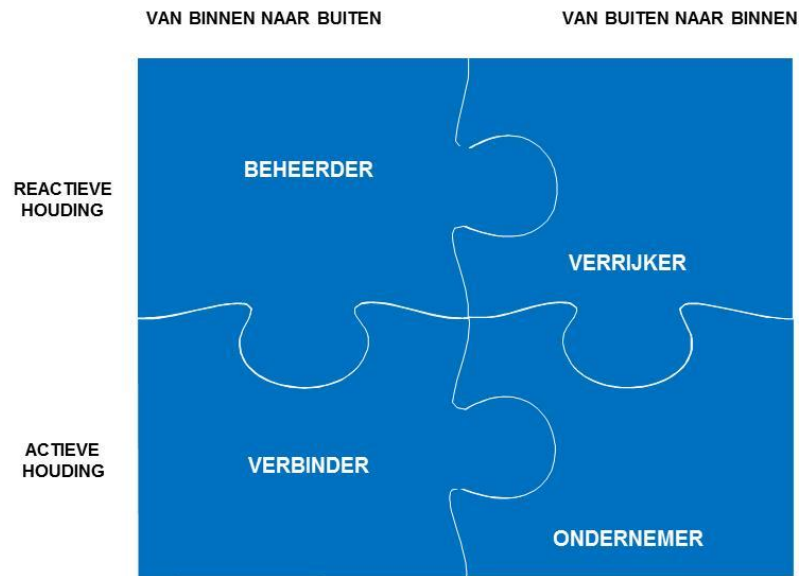 VAN BINNEN NAAR BUITEN
VAN BUITEN NAAR BINNEN
REACTIEVE
HOUDING
BEHEERDER
VERRIJKER
ACTIEVE
HOUDING
VERBINDER
ONDERNEMER